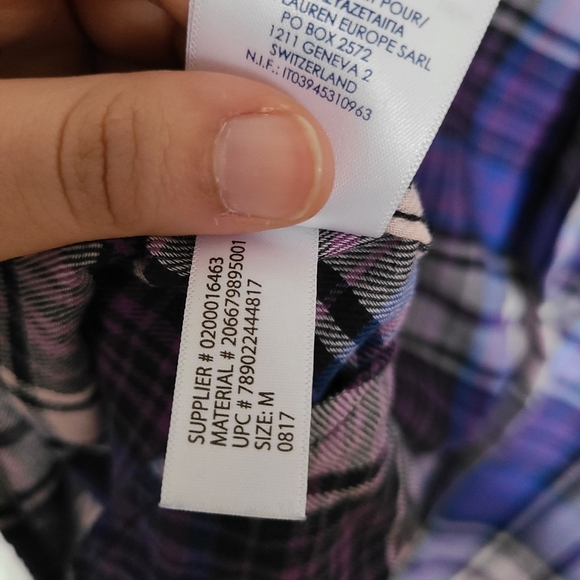 POUR/
LAUREN EUROPE SARL
PO BOX 2572
1211 GENEVA 2
SWITZERLAND
N.I.F.: IT03945310963
SUPPLIER # 0200016463
MATERIAL # 206679895001
UPC # 789022444817
SIZE: M
0817